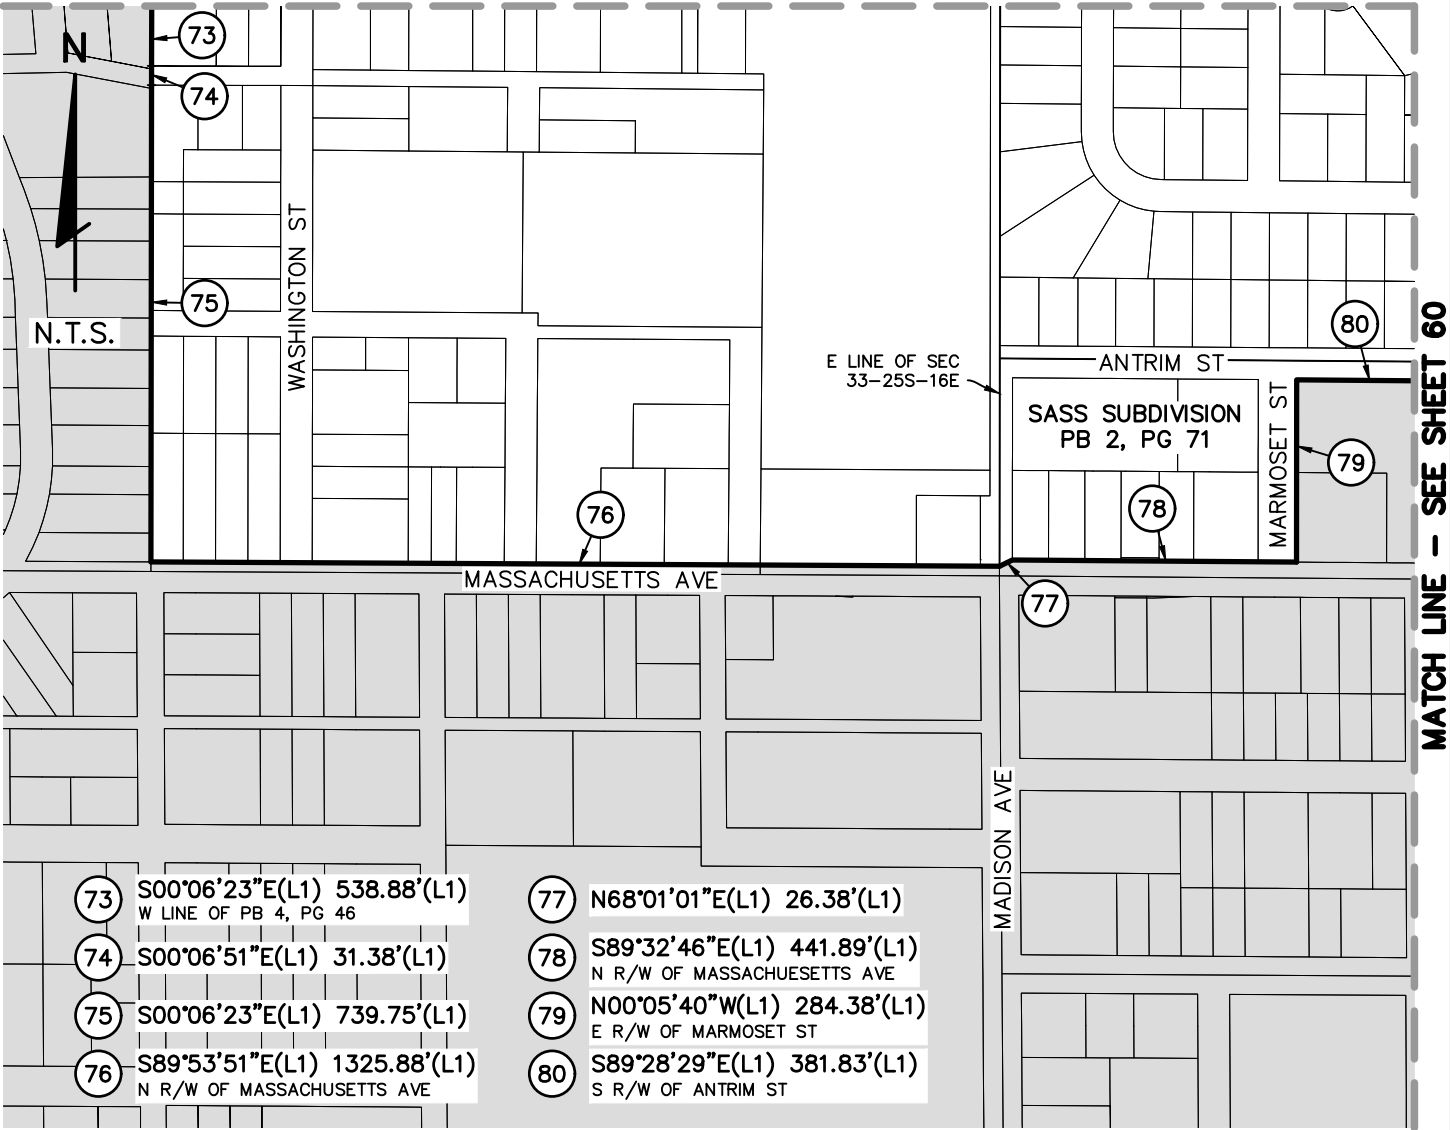 N
N.T.S.
73
74
75
WASHINGTON ST
E LINE OF SEC
33-25S-16E
ANTRIM ST
80
SASS SUBDIVISION
PB 2, PG 71
MARMOSET ST
79
76
78
MASSACHUSETTS AVE
77
MADISON AVE
MATCH LINE - SEE SHEET 60
73 S00°06'23"E(L1) 538.88'(L1)
W LINE OF PB 4, PG 46
74 S00°06'51"E(L1) 31.38'(L1)
75 S00°06'23"E(L1) 739.75'(L1)
76 S89°53'51"E(L1) 1325.88'(L1)
N R/W OF MASSACHUSETTS AVE
77 N68°01'01"E(L1) 26.38'(L1)
78 S89°32'46"E(L1) 441.89'(L1)
N R/W OF MASSACHUESETTS AVE
79 N00°05'40"W(L1) 284.38'(L1)
E R/W OF MARMOSET ST
80 S89°28'29"E(L1) 381.83'(L1)
S R/W OF ANTRIM ST